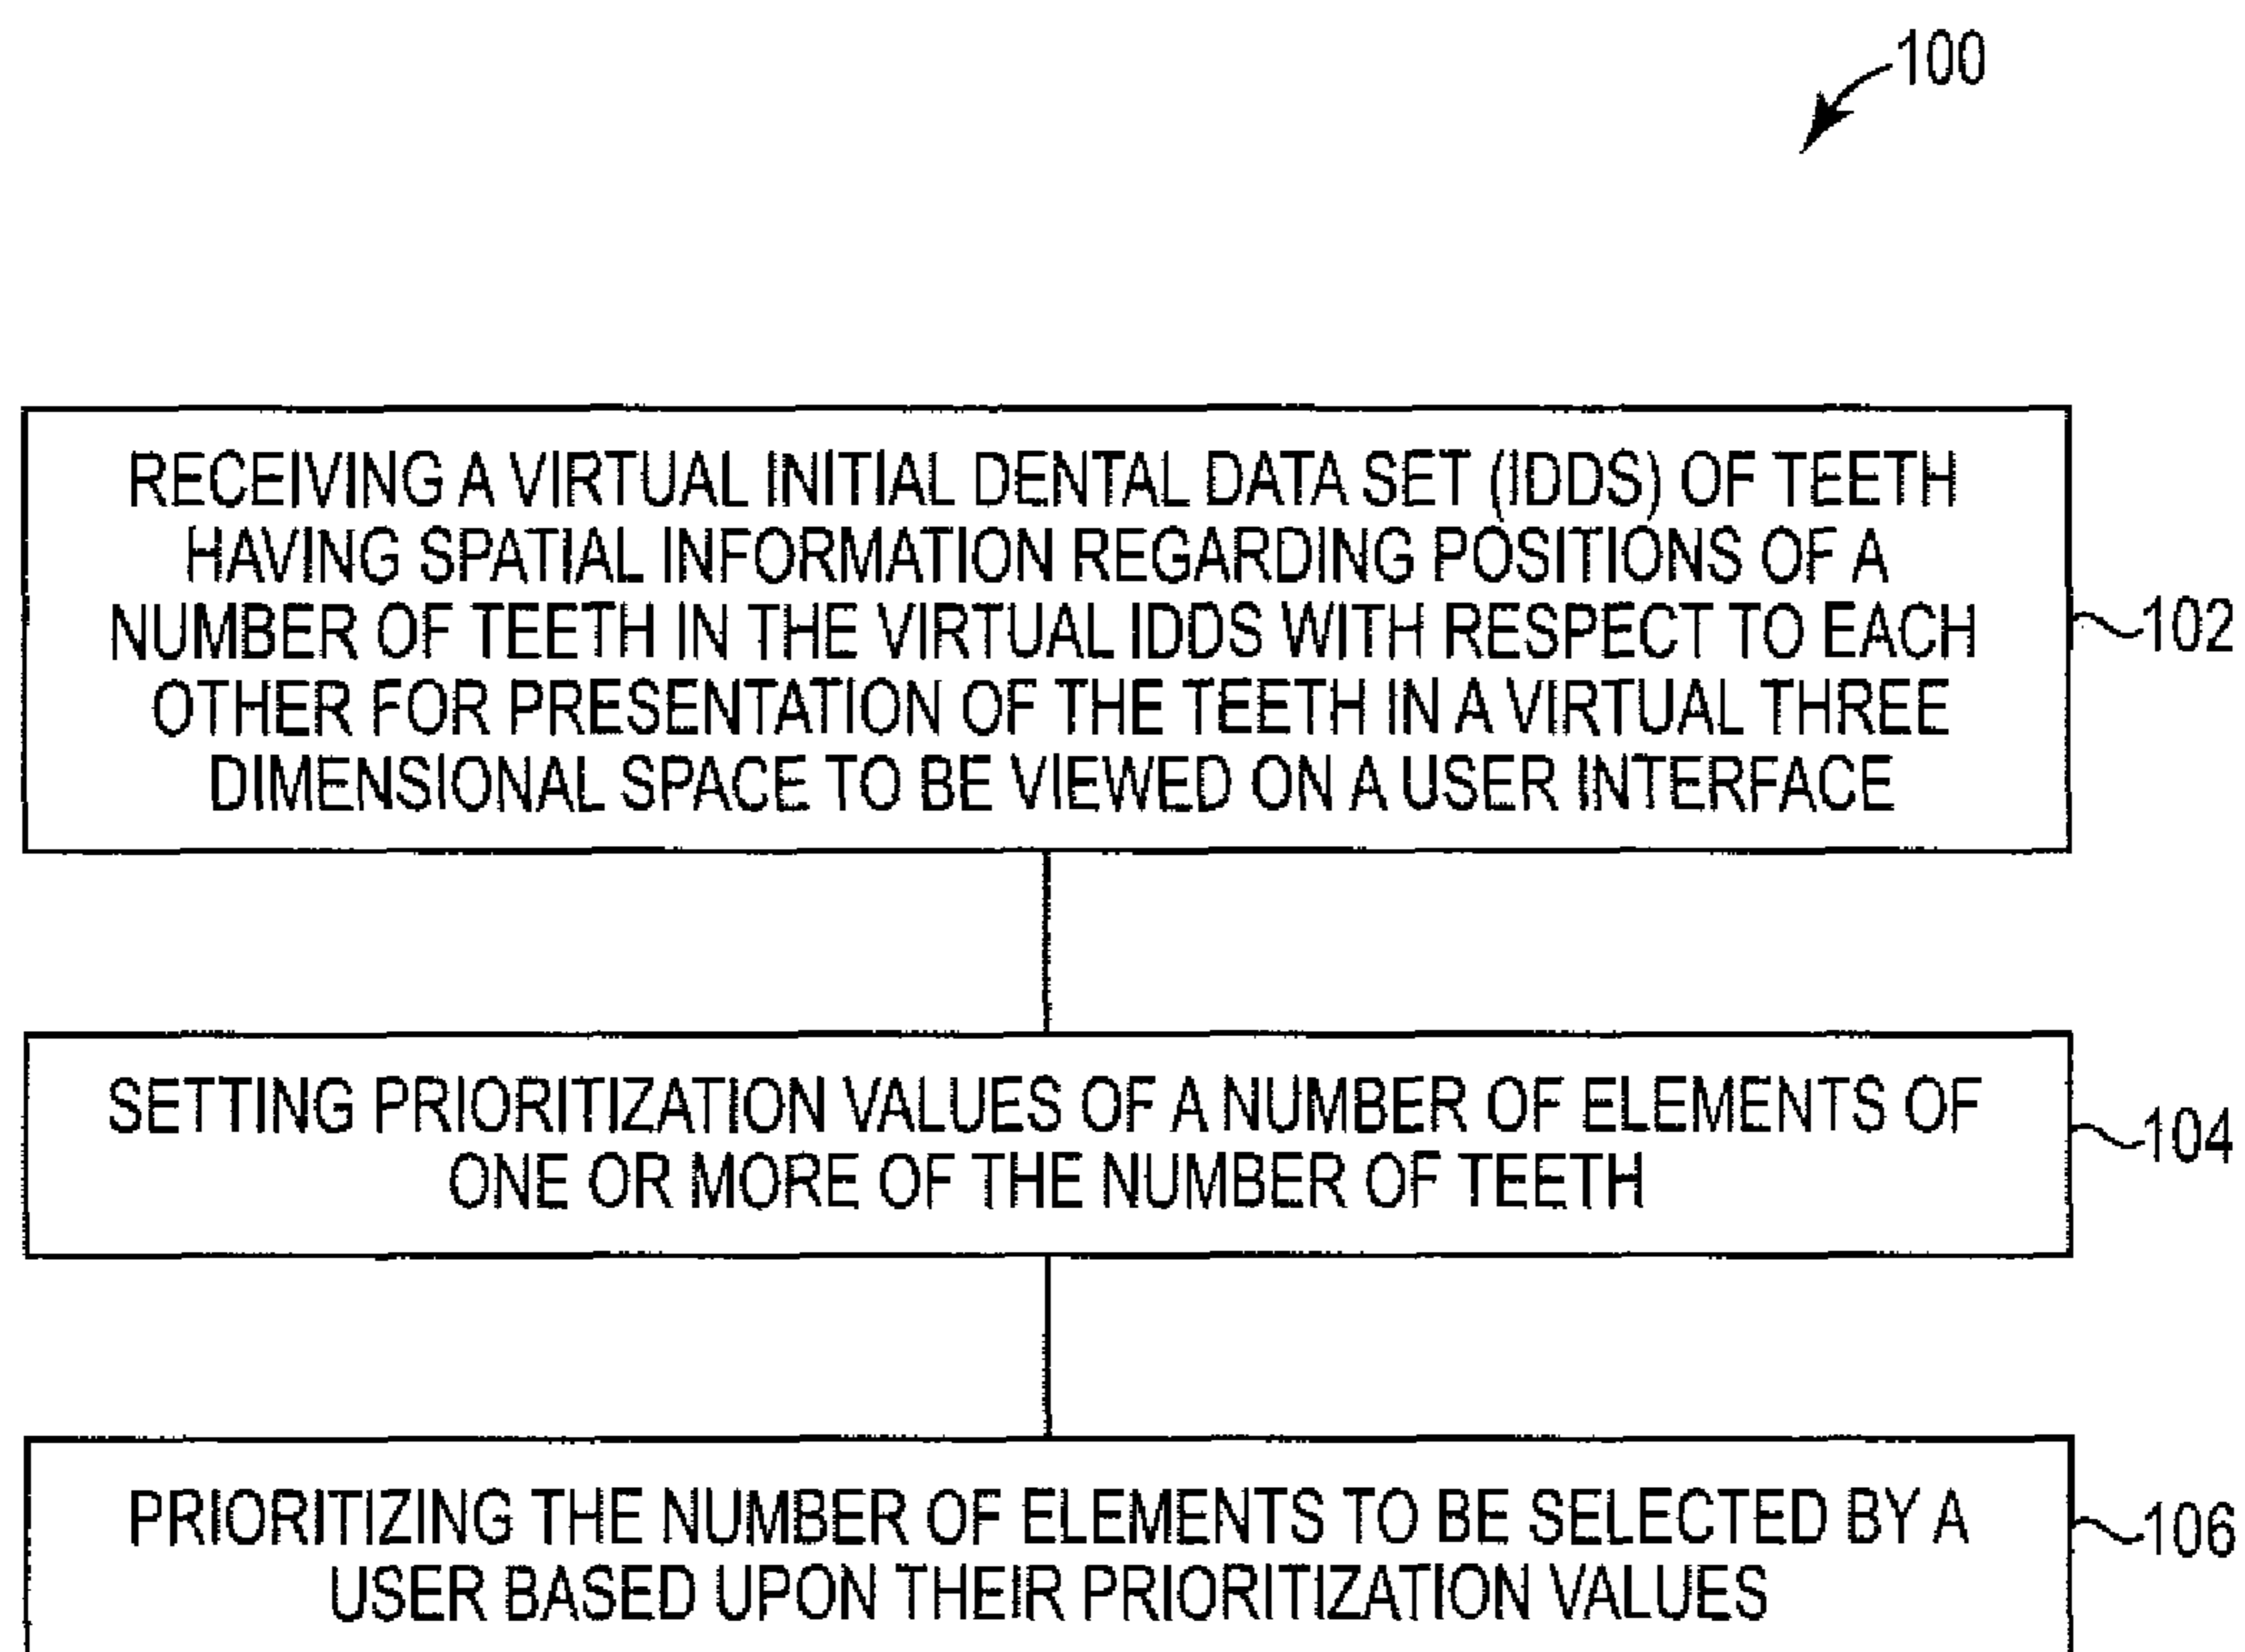 100
RECEIVING A VIRTUAL INITIAL DENTAL DATA SET (IDDS) OF TEETH
HAVING SPATIAL INFORMATION REGARDING POSITIONS OF A
NUMBER OF TEETH IN THE VIRTUAL IDDS WITH RESPECT TO EACH
OTHER FOR PRESENTATION OF THE TEETH IN A VIRTUAL THREE
DIMENSIONAL SPACE TO BE VIEWED ON A USER INTERFACE
102
SETTING PRIORITIZATION VALUES OF A NUMBER OF ELEMENTS OF
ONE OR MORE OF THE NUMBER OF TEETH
104
PRIORITIZING THE NUMBER OF ELEMENTS TO BE SELECTED BY A
USER BASED UPON THEIR PRIORITIZATION VALUES
106